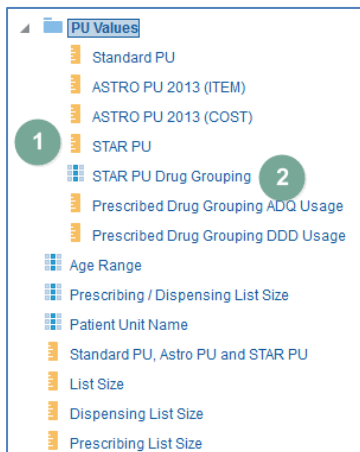 PU Values
Standard PU
ASTRO PU 2013 (ITEM)
ASTRO PU 2013 (COST)
1
STAR PU
STAR PU Drug Grouping
2
Prescribed Drug Grouping ADQ Usage
Prescribed Drug Grouping DDD Usage
Age Range
Prescribing / Dispensing List Size
Patient Unit Name
Standard PU, Astro PU and STAR PU
List Size
Dispensing List Size
Prescribing List Size